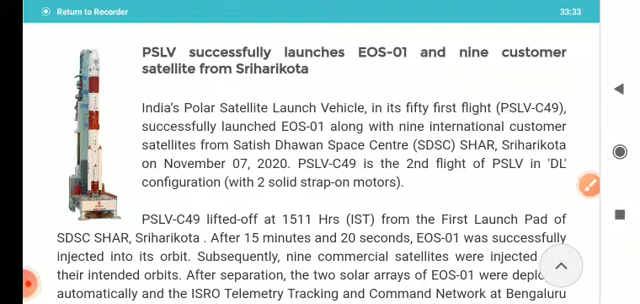 Return to Recorder
33:33
PSLV successfully launches EOS-01 and nine customer
satellite from Sriharikota
India's Polar Satellite Launch Vehicle, in its fifty first flight (PSLV-C49),
successfully launched EOS-01 along with nine international customer
satellites from Satish Dhawan Space Centre (SDSC) SHAR, Sriharikota
on November 07, 2020. PSLV-C49 is the 2nd flight of PSLV in 'DL'
configuration (with 2 solid strap-on motors).
PSLV-C49 lifted-off at 1511 Hrs (IST) from the First Launch Pad of
SDSC SHAR, Sriharikota . After 15 minutes and 20 seconds, EOS-01 was successfully
injected into its orbit. Subsequently, nine commercial satellites were injected
their intended orbits. After separation, the two solar arrays of EOS-01 were
automatically and the ISRO Telemetry Tracking and Command Network at Bengaluru